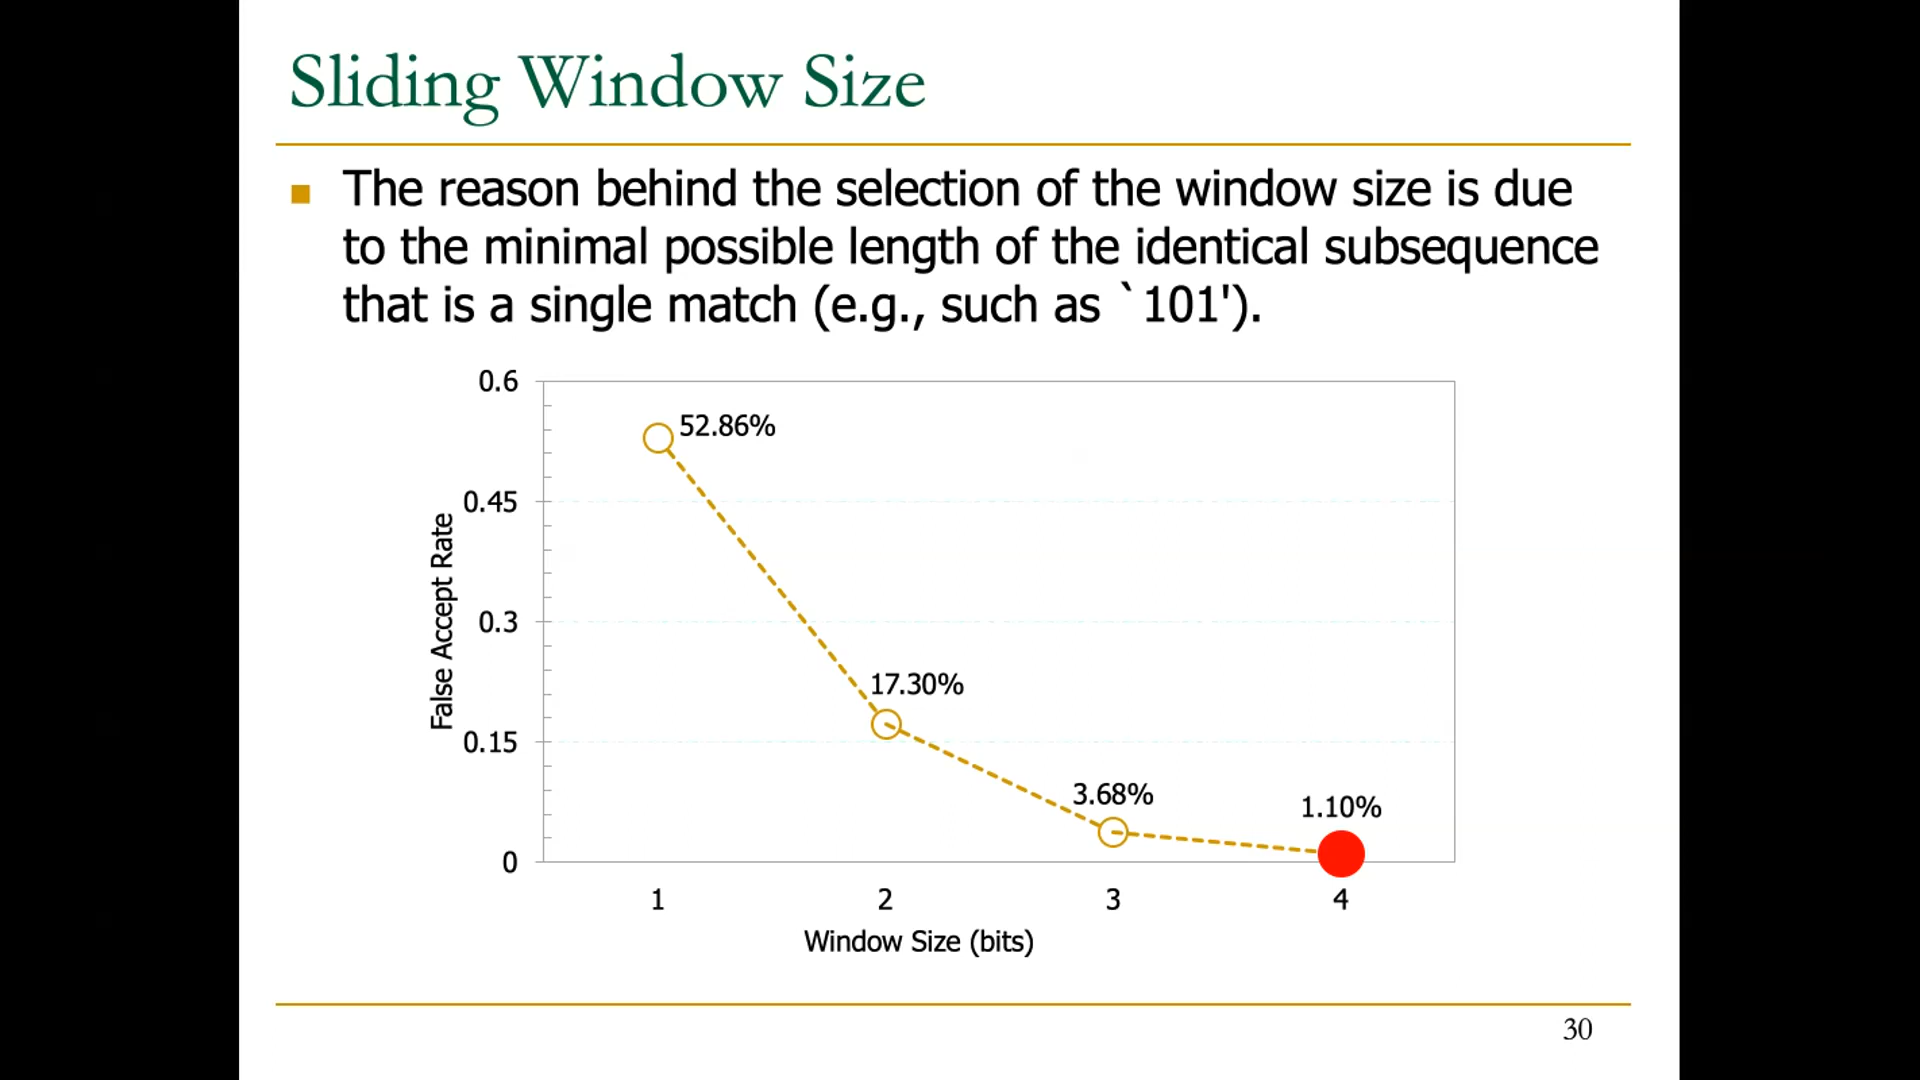 Sliding Window Size
The reason behind the selection of the window size is due
to the minimal possible length of the identical subsequence
that is a single match (e.g., such as `101').
0.6
52.86%
0.45
False Accept Rate
0.3
17.30%
0.15
3.68%
1.10%
0
1 2 3 4
Window Size (bits)
30